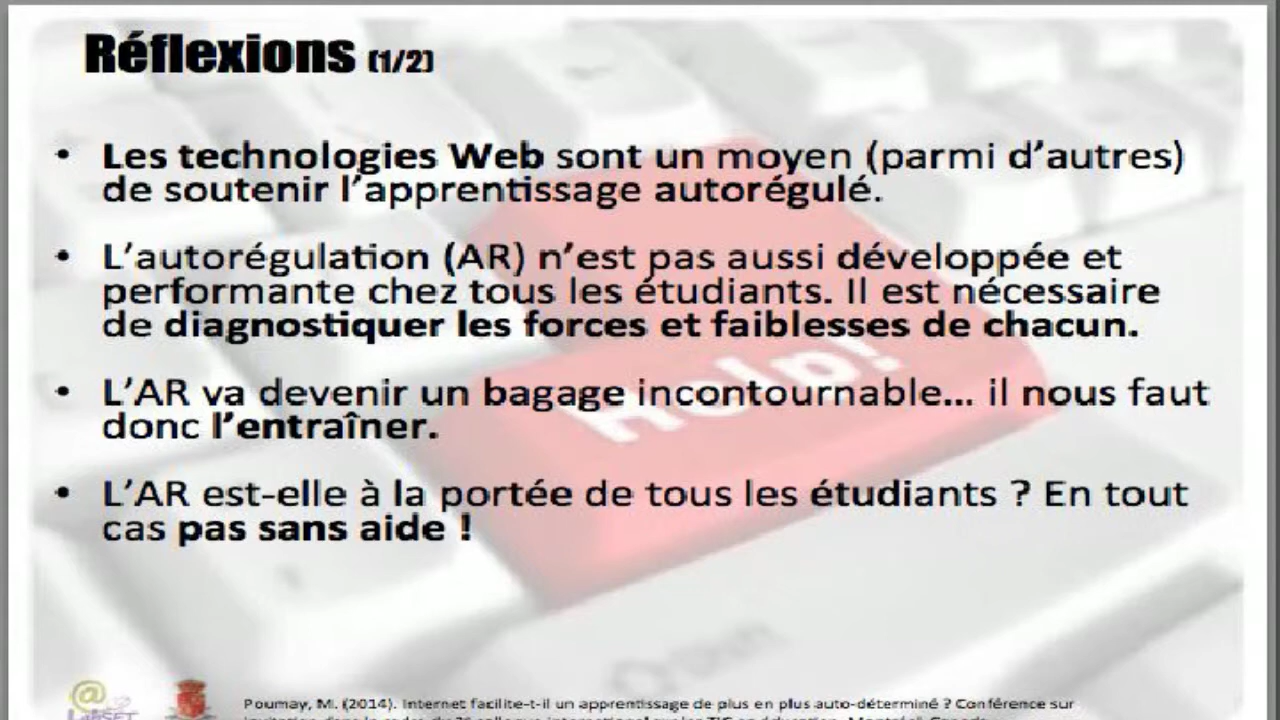 Réflexions (1/2)
• Les technologies Web sont un moyen (parmi d'autres)
de soutenir l'apprentissage autorégulé.
• L'autorégulation (AR) n'est pas aussi développée et
performante chez tous les étudiants. Il est nécessaire
de diagnostiquer les forces et faiblesses de chacun.
• L'AR va devenir un bagage incontournable... il nous faut
donc l'entraîner.
• L'AR est-elle à la portée de tous les étudiants ? En tout
cas pas sans aide !
Help!
Poumay, M. (2014). Internet facilite-t-il un apprentissage de plus en plus auto-déterminé ? Conférence sur